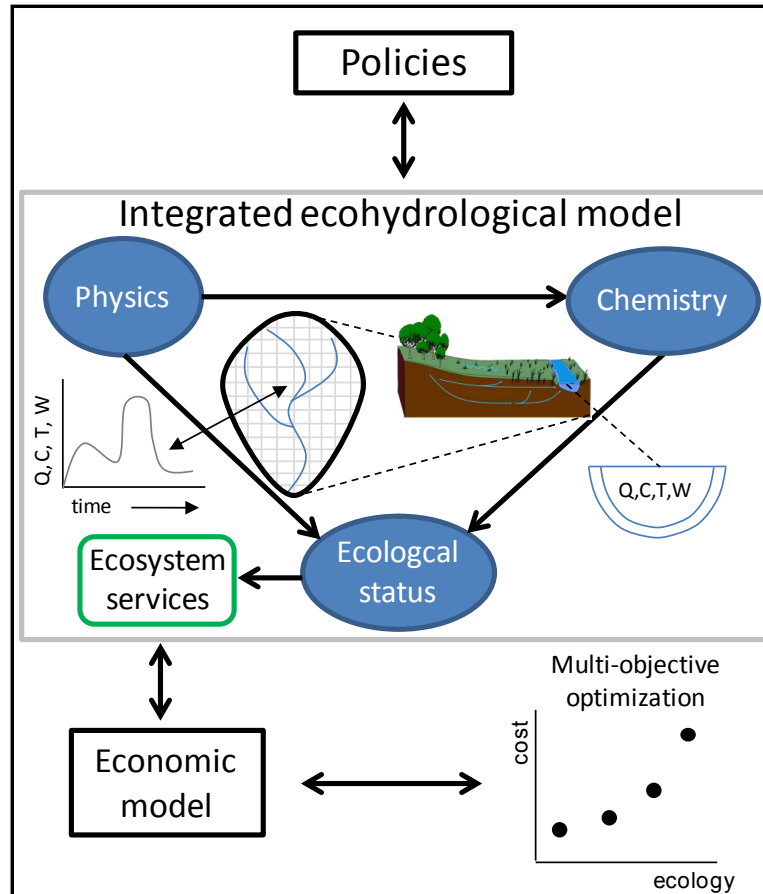 Policies
Integrated ecohydrological model
Physics
Chemistry
Q, C, T, W
time
Q,C,T,W
Ecologcal
status
Ecosystem
services
Multi-objective
optimization
Economic
model
cost
ecology